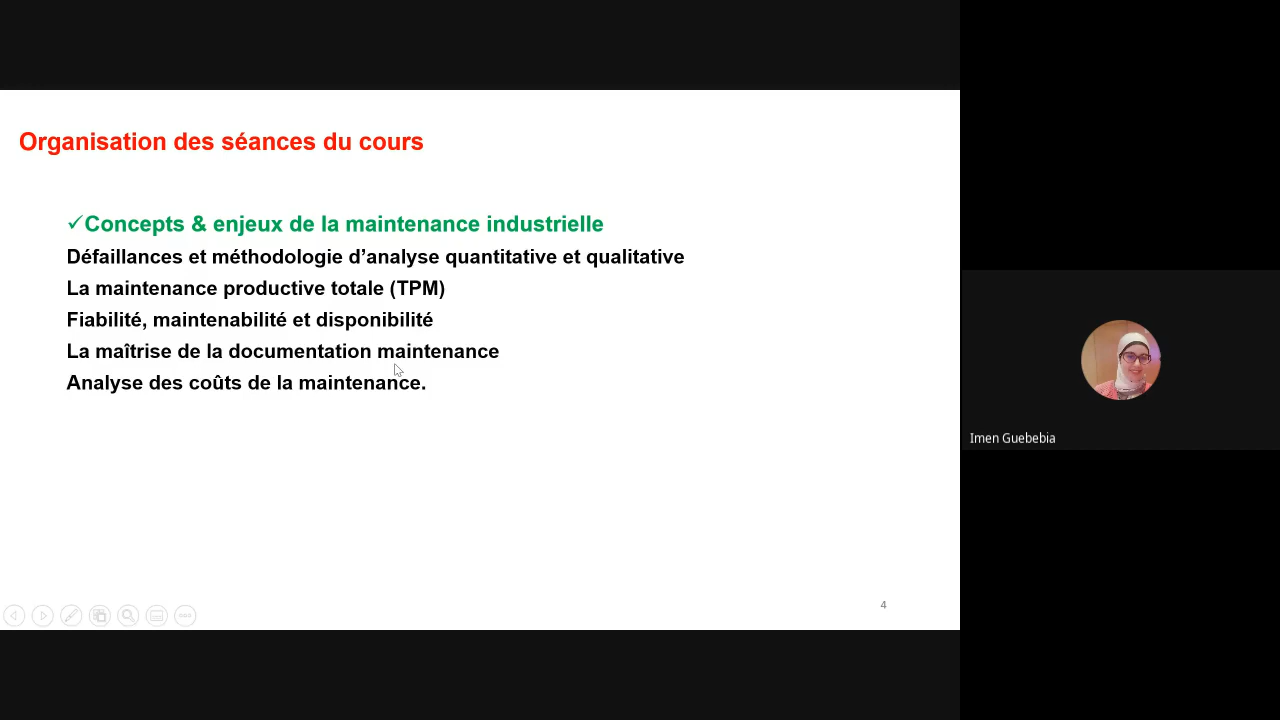 Organisation des séances du cours
✓Concepts & enjeux de la maintenance industrielle
Défaillances et méthodologie d’analyse quantitative et qualitative
La maintenance productive totale (TPM)
Fiabilité, maintenabilité et disponibilité
La maîtrise de la documentation maintenance
Analyse des coûts de la maintenance.
Imen Guebebia
4